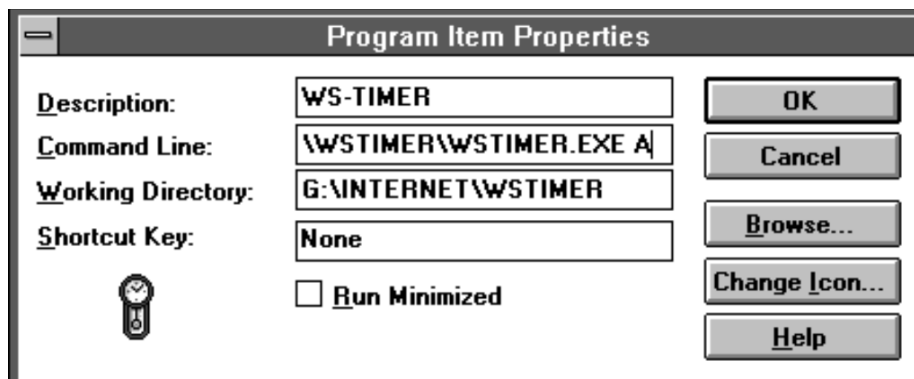 Program Item Properties
Description: WS-TIMER OK
Command Line: \WSTIMER\WSTIMER.EXE A Cancel
Working Directory: G:\INTERNET\WSTIMER
Browse...
Shortcut Key: None
Change Icon...
Run Minimized
Help